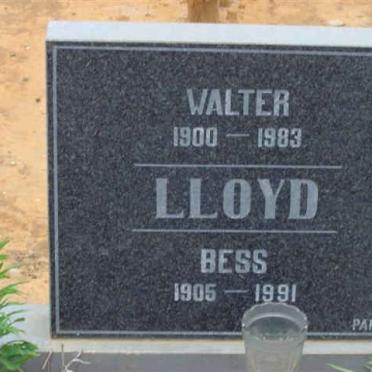 WALTER
1900 — 1983
LLOYD
BESS
1905 — 1991